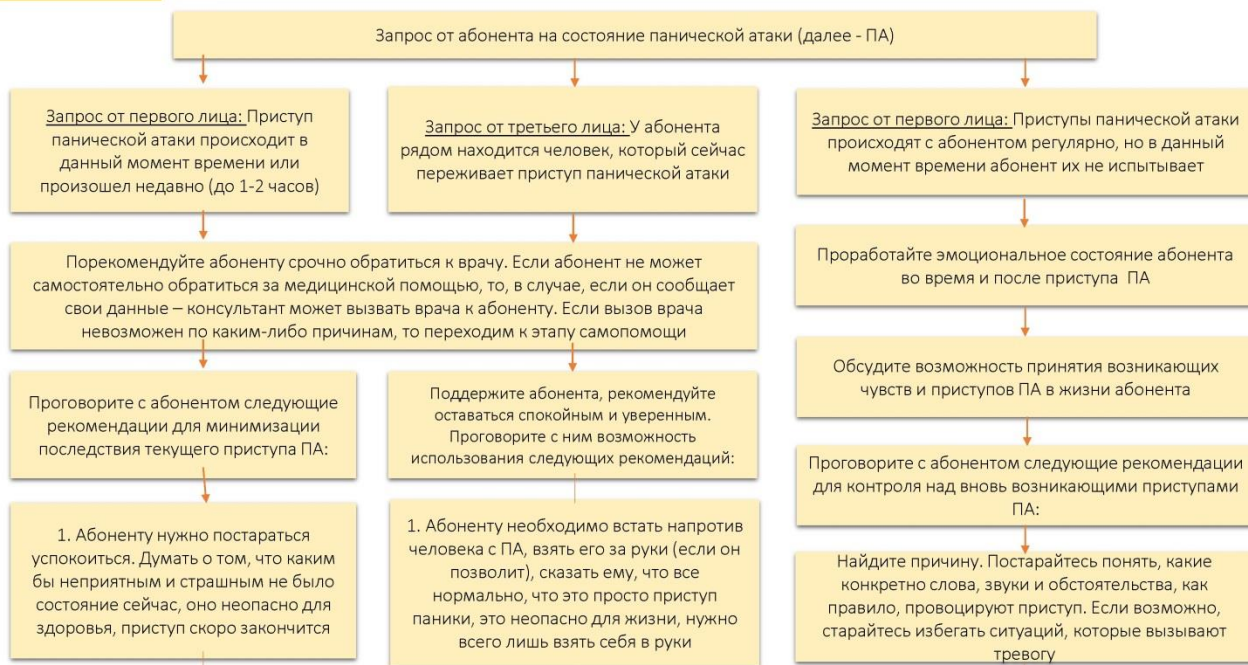 Запрос от абонента на состояние панической атаки (далее - ПА)
Запрос от первого лица: Приступ
панической атаки происходит в
данный момент времени или
произошел недавно (до 1-2 часов)
Запрос от третьего лица: У абонента
рядом находится человек, который сейчас
переживает приступ панической атаки
Запрос от первого лица: Приступы панической атаки
происходят с абонентом регулярно, но в данный
момент времени абонент их не испытывает
Порекомендуйте абоненту срочно обратиться к врачу. Если абонент не может
самостоятельно обратиться за медицинской помощью, то, в случае, если он сообщает
свои данные – консультант может вызвать врача к абоненту. Если вызов врача
невозможен по каким-либо причинам, то переходим к этапу самопомощи
Проработайте эмоциональное состояние абонента
во время и после приступа ПА
Обсудите возможность принятия возникающих
чувств и приступов ПА в жизни абонента
Проговорите с абонентом следующие
рекомендации для минимизации
последствия текущего приступа ПА:
Поддержите абонента, рекомендуйте
оставаться спокойным и уверенным.
Проговорите с ним возможность
использования следующих рекомендаций:
Проговорите с абонентом следующие рекомендации
для контроля над вновь возникающими приступами
ПА:
1. Абоненту нужно постараться
успокоиться. Думать о том, что каким
бы неприятным и страшным не было
состояние сейчас, оно неопасно для
здоровья, приступ скоро закончится
1. Абоненту необходимо встать напротив
человека с ПА, взять его за руки (если он
позволит), сказать ему, что все
нормально, что это просто приступ
паники, это неопасно для жизни, нужно
всего лишь взять себя в руки
Найдите причину. Постарайтесь понять, какие
конкретно слова, звуки и обстоятельства, как
правило, провоцируют приступ. Если возможно,
старайтесь избегать ситуаций, которые вызывают
тревогу